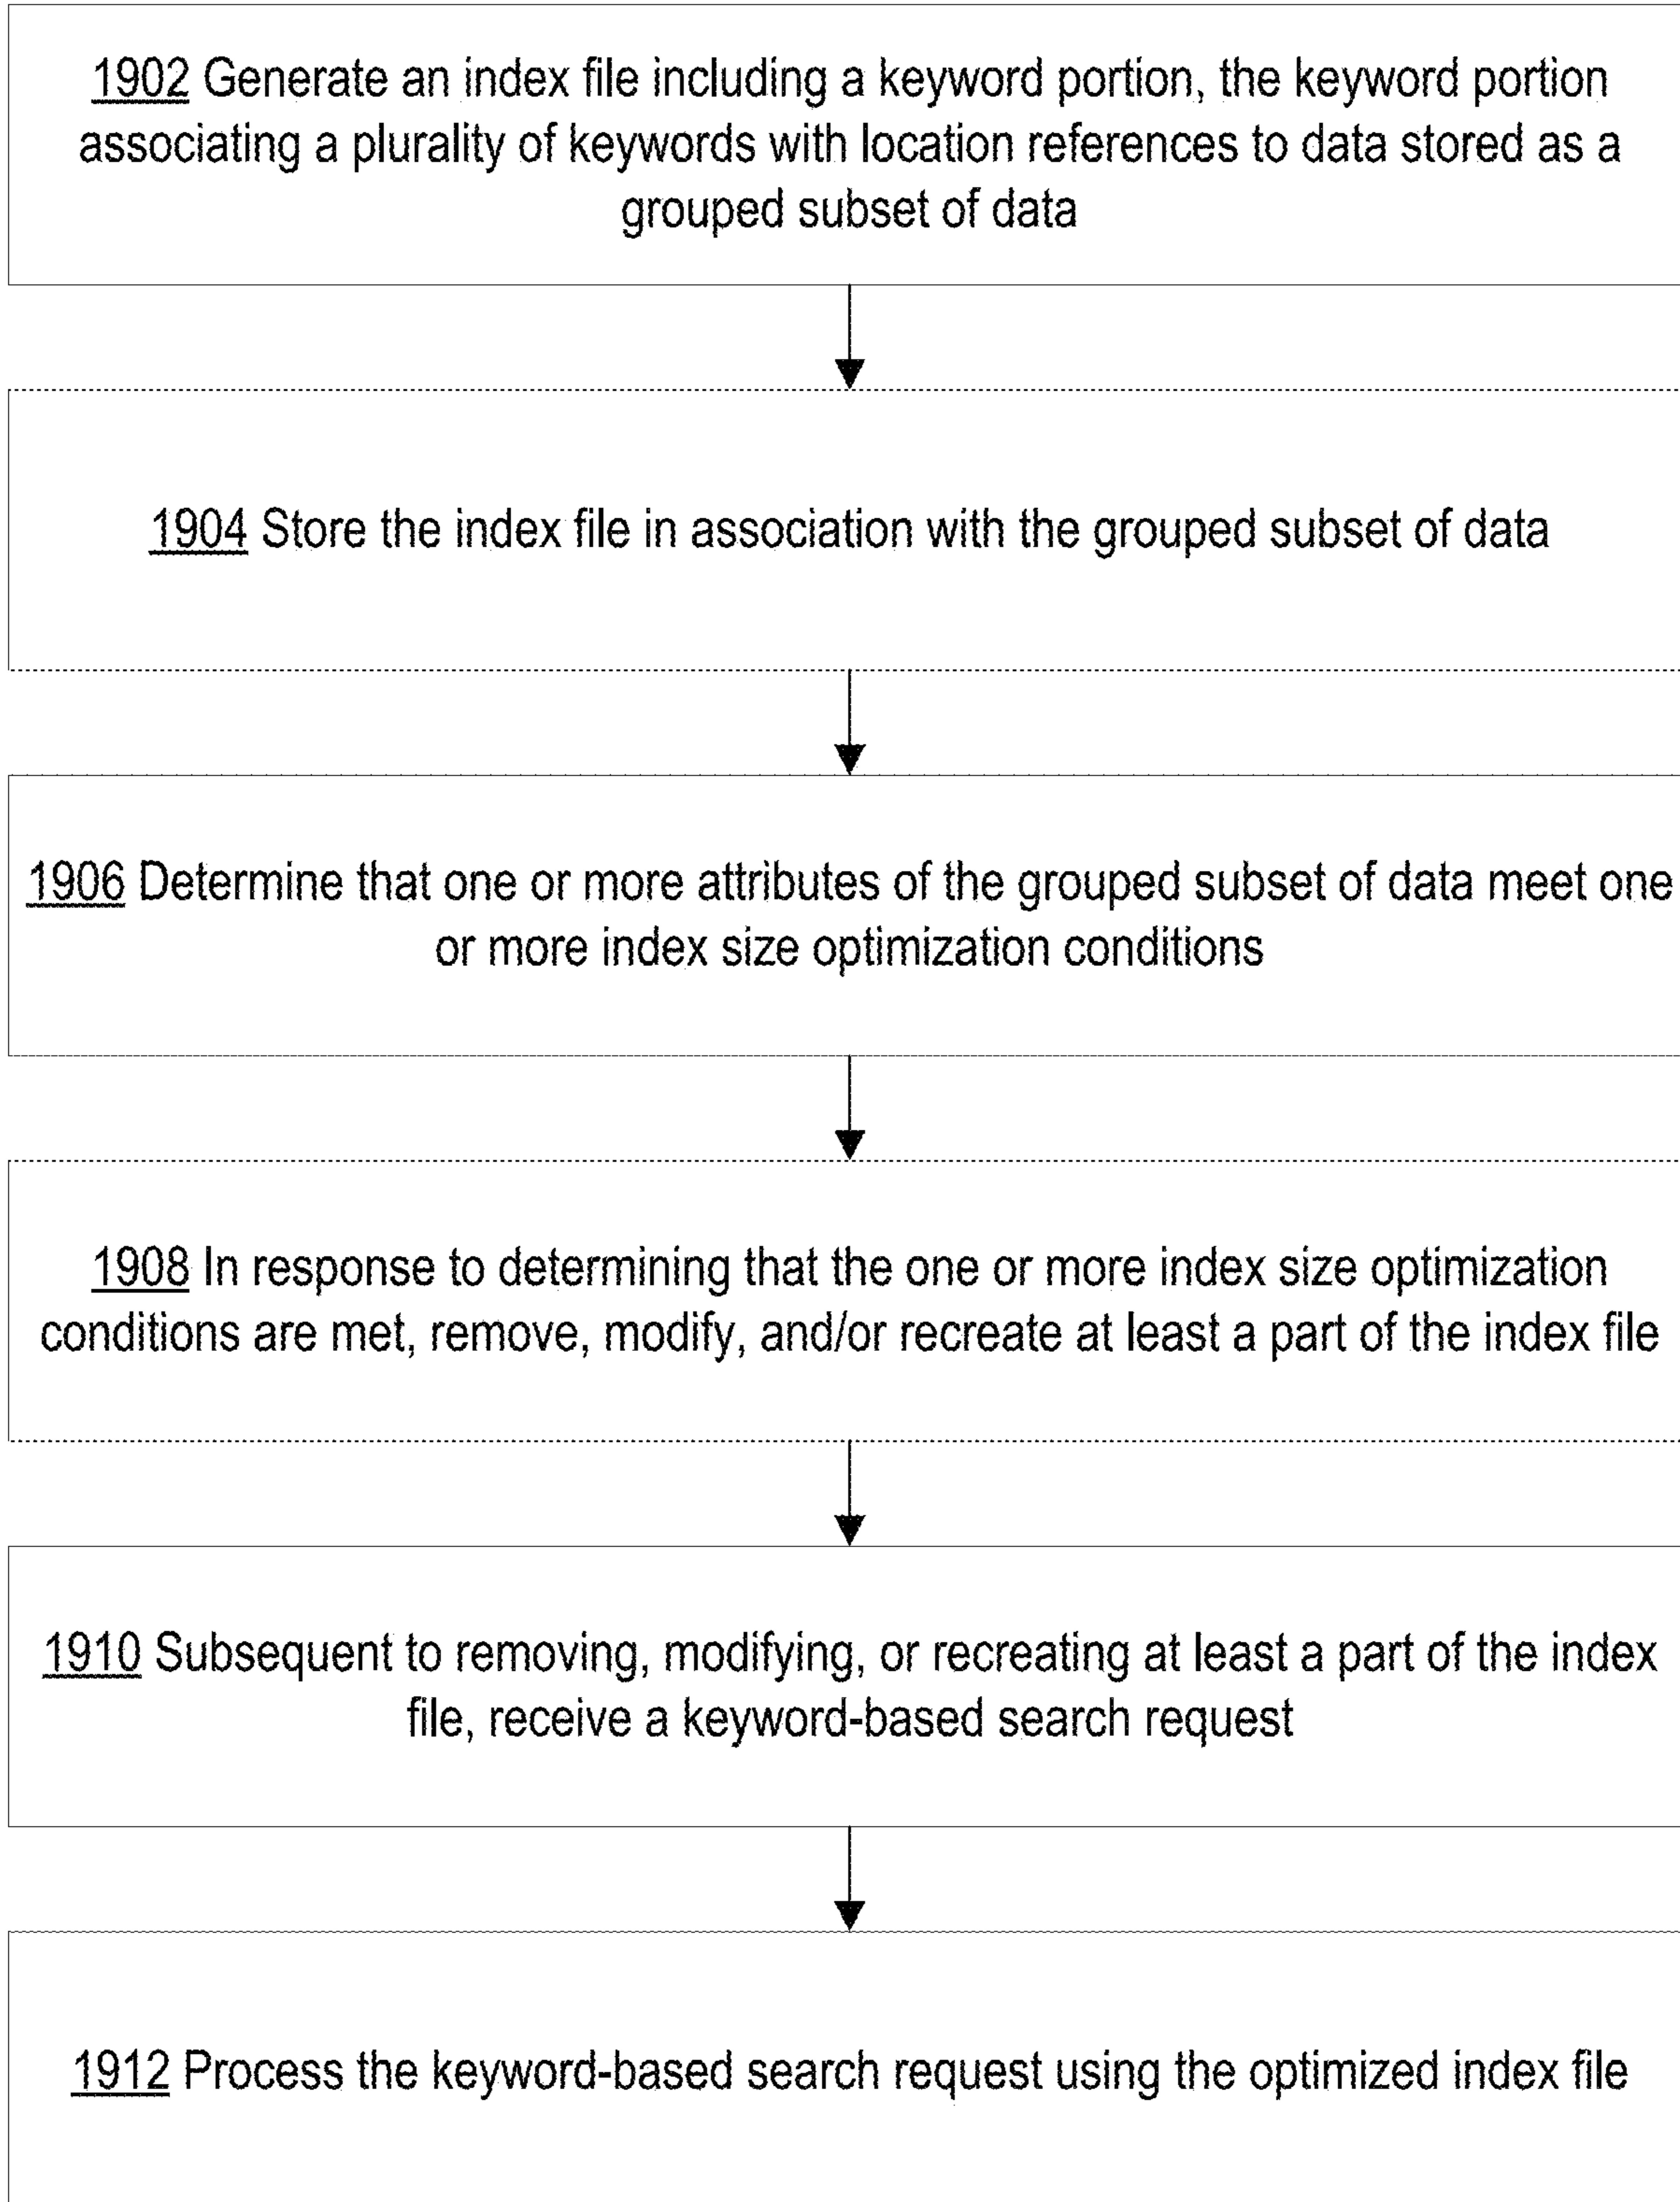 1902 Generate an index file including a keyword portion, the keyword portion
associating a plurality of keywords with location references to data stored as a
grouped subset of data
1904 Store the index file in association with the grouped subset of data
1906 Determine that one or more attributes of the grouped subset of data meet one
or more index size optimization conditions
1908 In response to determining that the one or more index size optimization
conditions are met, remove, modify, and/or recreate at least a part of the index file
1910 Subsequent to removing, modifying, or recreating at least a part of the index
file, receive a keyword-based search request
1912 Process the keyword-based search request using the optimized index file